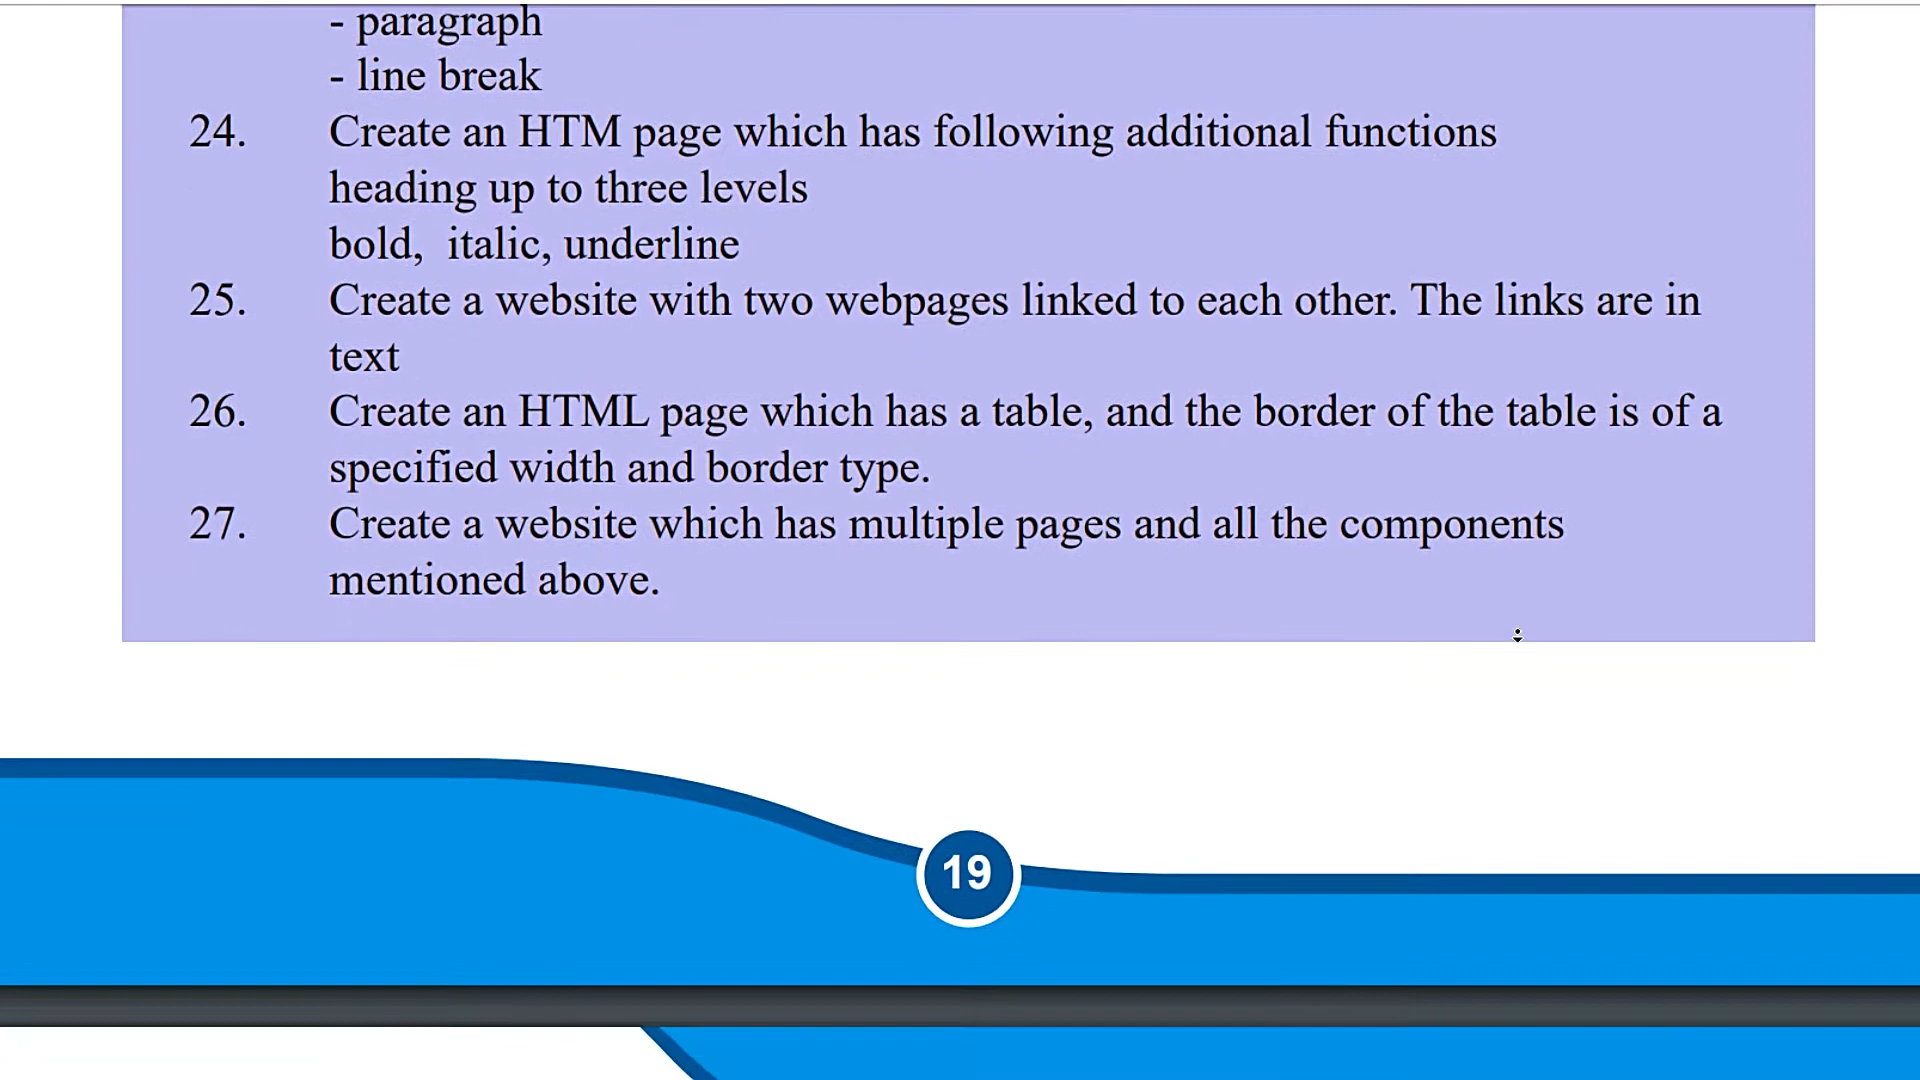 - paragraph
- line break
24. Create an HTM page which has following additional functions
heading up to three levels
bold, italic, underline
25. Create a website with two webpages linked to each other. The links are in
text
26. Create an HTML page which has a table, and the border of the table is of a
specified width and border type.
27. Create a website which has multiple pages and all the components
mentioned above.
19